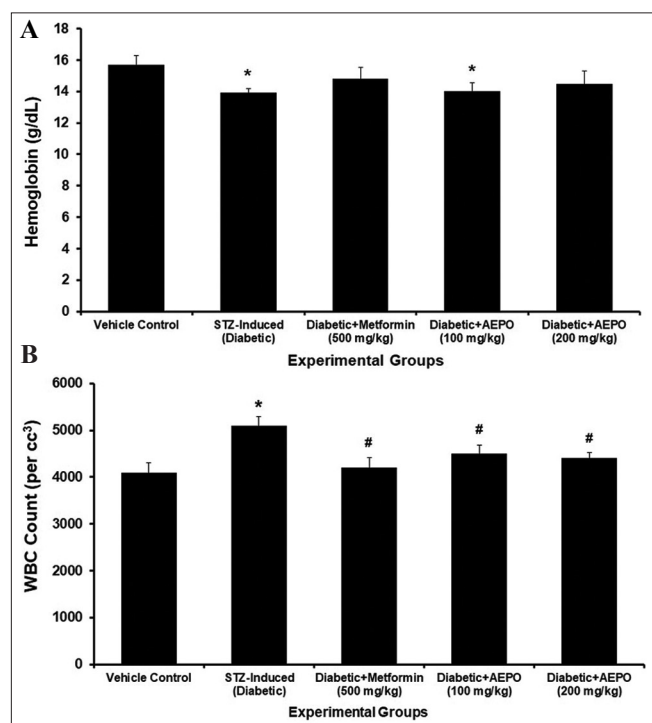 A
18
16
14
12
10
8
6
4
2
0
Hemoglobin (g/dL)
*
*
Vehicle Control
STZ-Induced
(Diabetic)
Diabetic+Metformin
(500 mg/kg)
Diabetic+AEPO
(100 mg/kg)
Diabetic+AEPO
(200 mg/kg)
Experimental Groups
B
6000
5000
4000
3000
2000
1000
0
WBC Count (per cc³)
*
#
#
#
Vehicle Control
STZ-Induced
(Diabetic)
Diabetic+Metformin
(500 mg/kg)
Diabetic+AEPO
(100 mg/kg)
Diabetic+AEPO
(200 mg/kg)
Experimental Groups